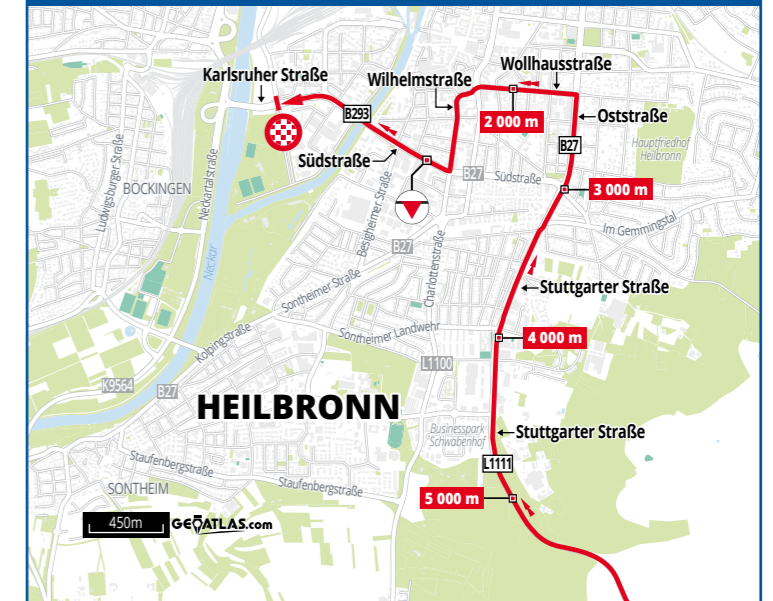 Wollhausstraße
Karlsruher Straße
Wilhelmstraße
B293
2 000 m
Oststraße
B27
Hauptfriedhof
Heilbronn
Südstraße
B27
Südstraße
3 000 m
Ludwigsburger Straße
BÖCKINGEN
Neckartalstraße
Besigheimer Straße
Im Gemmingstal
B27
Neckar
Charlottenstraße
Stuttgarter Straße
Sontheimer Straße
Kolpingstraße
Sontheimer Landwehr
4 000 m
L1100
K9564
B27
HEILBRONN
Businesspark
Schwabenhof
Stuttgarter Straße
Staufenbergstraße
L1111
SONTHEIM
Staufenbergstraße
5 000 m
450m
GEOATLAS.com